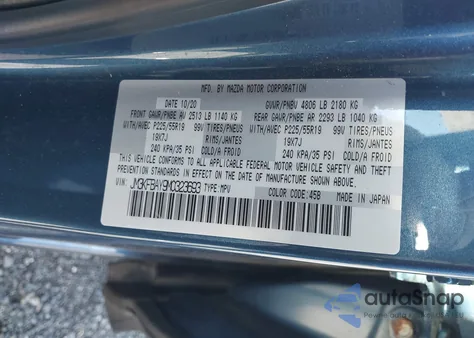 MFD. BY MAZDA MOTOR CORPORATION
DATE 10/20 GVWR/PNBV 4806 LB 2180 KG
FRONT GAWR/PNBE AV 2513 LB 1140 KG REAR GAWR/PNBE AR 2293 LB 1040 KG
WITH/AVEC P225/55R19 99V TIRES/PNEUS WITH/AVEC P225/55R19 99V TIRES/PNEUS
19X7J RIMS/JANTES 19X7J RIMS/JANTES
240 KPA/35 PSI COLD/A FROID 240 KPA/35 PSI COLD/A FROID
THIS VEHICLE CONFORMS TO ALL APPLICABLE FEDERAL MOTOR VEHICLE SAFETY AND THEFT
PREVENTION STANDARDS IN EFFECT ON THE DATE OF MANUFACTURE SHOWN ABOVE.
VIN: JM3KFBAY9M0323693 TYPE: MPV COLOR CODE:45B MADE IN JAPAN
autoSnap